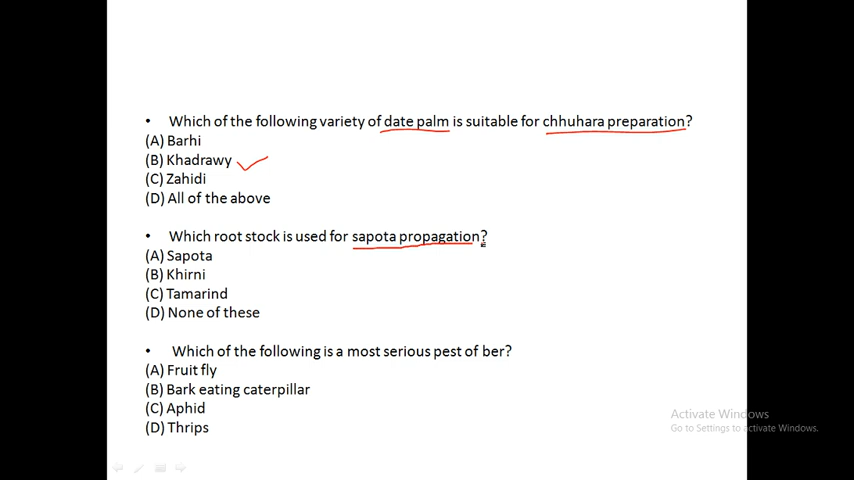 • Which of the following variety of date palm is suitable for chhuhara preparation?
(A) Barhi
(B) Khadrawy
(C) Zahidi
(D) All of the above
• Which root stock is used for sapota propagation?
(A) Sapota
(B) Khirni
(C) Tamarind
(D) None of these
• Which of the following is a most serious pest of ber?
(A) Fruit fly
(B) Bark eating caterpillar
(C) Aphid
(D) Thrips
Activate Windows
Go to Settings to activate Windows.